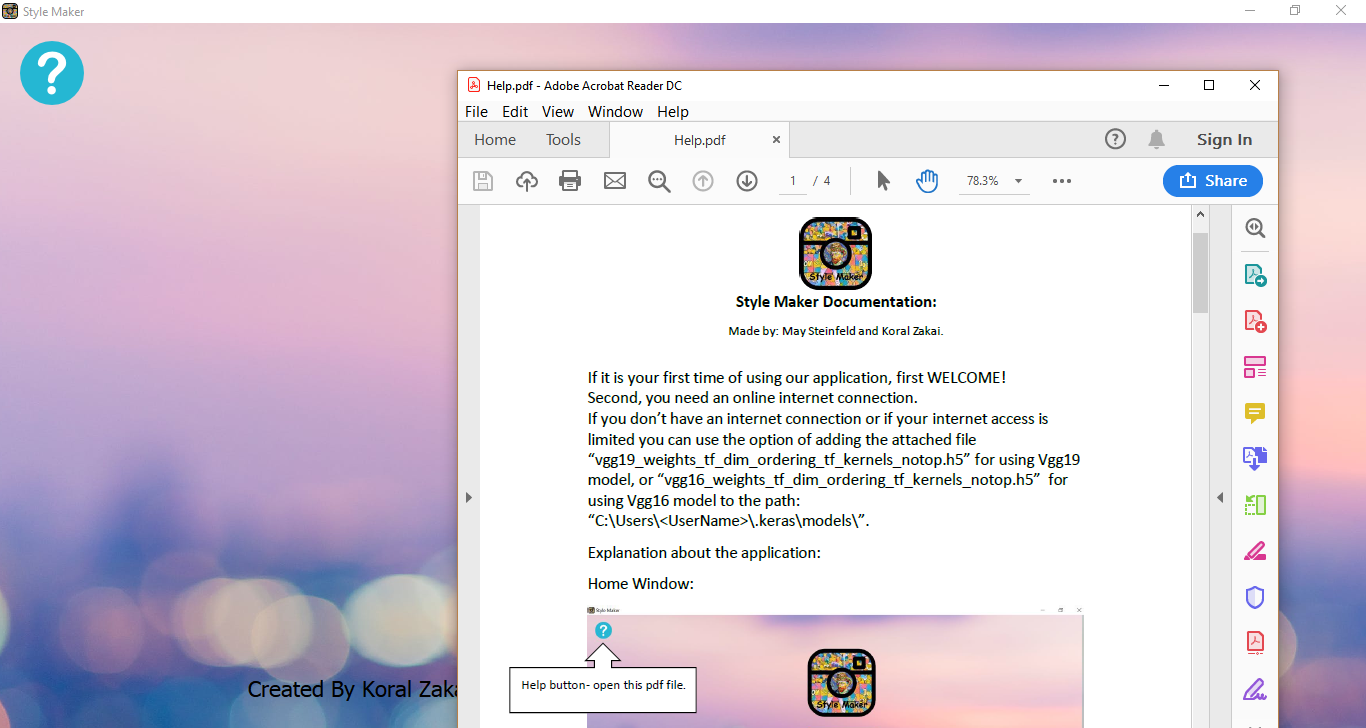 Style Maker
?
Help.pdf - Adobe Acrobat Reader DC
File Edit View Window Help
Home Tools Help.pdf Sign In
1 / 4 78.3% Share
Style Maker
Style Maker Documentation:
Made by: May Steinfeld and Koral Zakai.
If it is your first time of using our application, first WELCOME!
Second, you need an online internet connection.
If you don’t have an internet connection or if your internet access is
limited you can use the option of adding the attached file
“vgg19_weights_tf_dim_ordering_tf_kernels_notop.h5” for using Vgg19
model, or “vgg16_weights_tf_dim_ordering_tf_kernels_notop.h5” for
using Vgg16 model to the path:
“C:\Users\<UserName>\.keras\models\”.
Explanation about the application:
Home Window:
Style Maker
?
Help button- open this pdf file.
Style Maker
Created By Koral Zaka